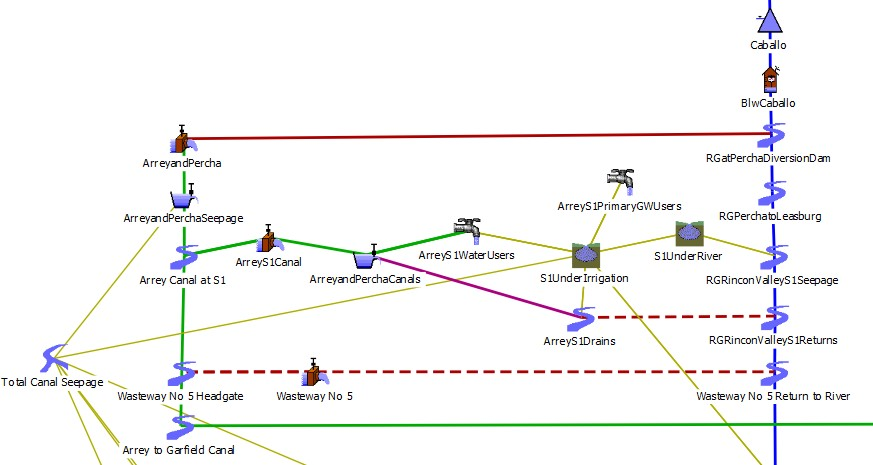 Caballo
BlwCaballo
ArreyandPercha
RGatPerchaDiversionDam
ArreyS1PrimaryGWUsers
ArreyandPerchaSeepage
RGPerchatoLeasburg
ArreyS1Canal
ArreyS1WaterUsers
S1UnderRiver
Arrey Canal at S1
ArreyandPerchaCanals
S1UnderIrrigation
RGRinconValleyS1Seepage
ArreyS1Drains
RGRinconValleyS1Returns
Total Canal Seepage
Wasteway No 5 Headgate
Wasteway No 5
Wasteway No 5 Return to River
Arrey to Garfield Canal